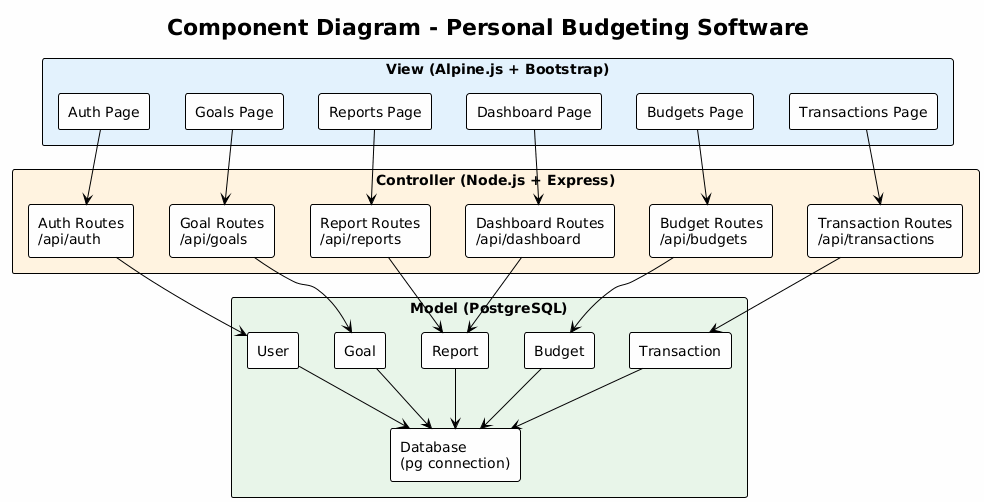 Component Diagram - Personal Budgeting Software
View (Alpine.js + Bootstrap)
Auth Page
Goals Page
Reports Page
Dashboard Page
Budgets Page
Transactions Page
Controller (Node.js + Express)
Auth Routes
/api/auth
Goal Routes
/api/goals
Report Routes
/api/reports
Dashboard Routes
/api/dashboard
Budget Routes
/api/budgets
Transaction Routes
/api/transactions
Model (PostgreSQL)
User
Goal
Report
Budget
Transaction
Database
(pg connection)